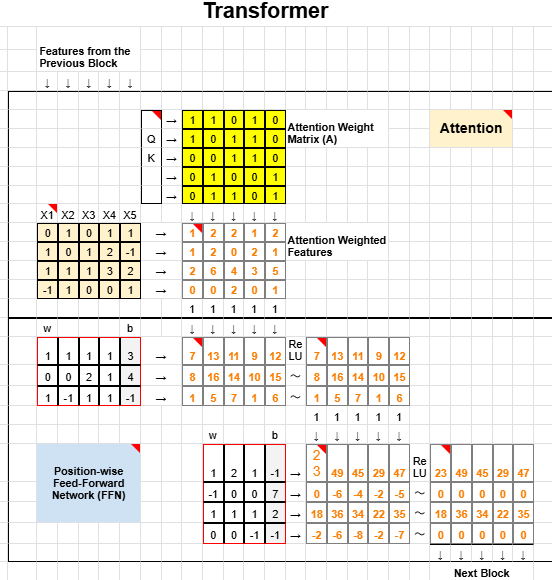 Transformer
Features from the
Previous Block
↓ ↓ ↓ ↓ ↓
→ 1 1 0 1 0
Q → 1 0 1 1 0 Attention Weight
Matrix (A)
Attention
K → 0 0 1 1 0
→ 0 1 0 0 1
→ 0 1 1 0 1
X1 X2 X3 X4 X5 ↓ ↓ ↓ ↓ ↓
0 1 0 1 1 → 1 2 2 1 2
1 0 1 2 -1 → 1 2 0 2 1
Attention Weighted
Features
1 1 1 3 2 → 2 6 4 3 5
-1 1 0 0 1 → 0 0 2 0 1
1 1 1 1 1
w b ↓ ↓ ↓ ↓ ↓
1 1 1 1 3 → 7 13 11 9 12 Re
LU 7 13 11 9 12
0 0 2 1 4 → 8 16 14 10 15 ~ 8 16 14 10 15
1 -1 1 1 -1 → 1 5 7 1 6 ~ 1 5 7 1 6
1 1 1 1 1
w b ↓ ↓ ↓ ↓ ↓
1 2 1 -1 → 2
3 49 45 29 47 Re
LU 23 49 45 29 47
-1 0 0 7 → 0 -6 -4 -2 -5 ~ 0 0 0 0 0
1 1 1 2 → 18 36 34 22 35 ~ 18 36 34 22 35
0 0 -1 -1 → -2 -6 -8 -2 -7 ~ 0 0 0 0 0
Position-wise
Feed-Forward
Network (FFN)
↓ ↓ ↓ ↓ ↓
Next Block